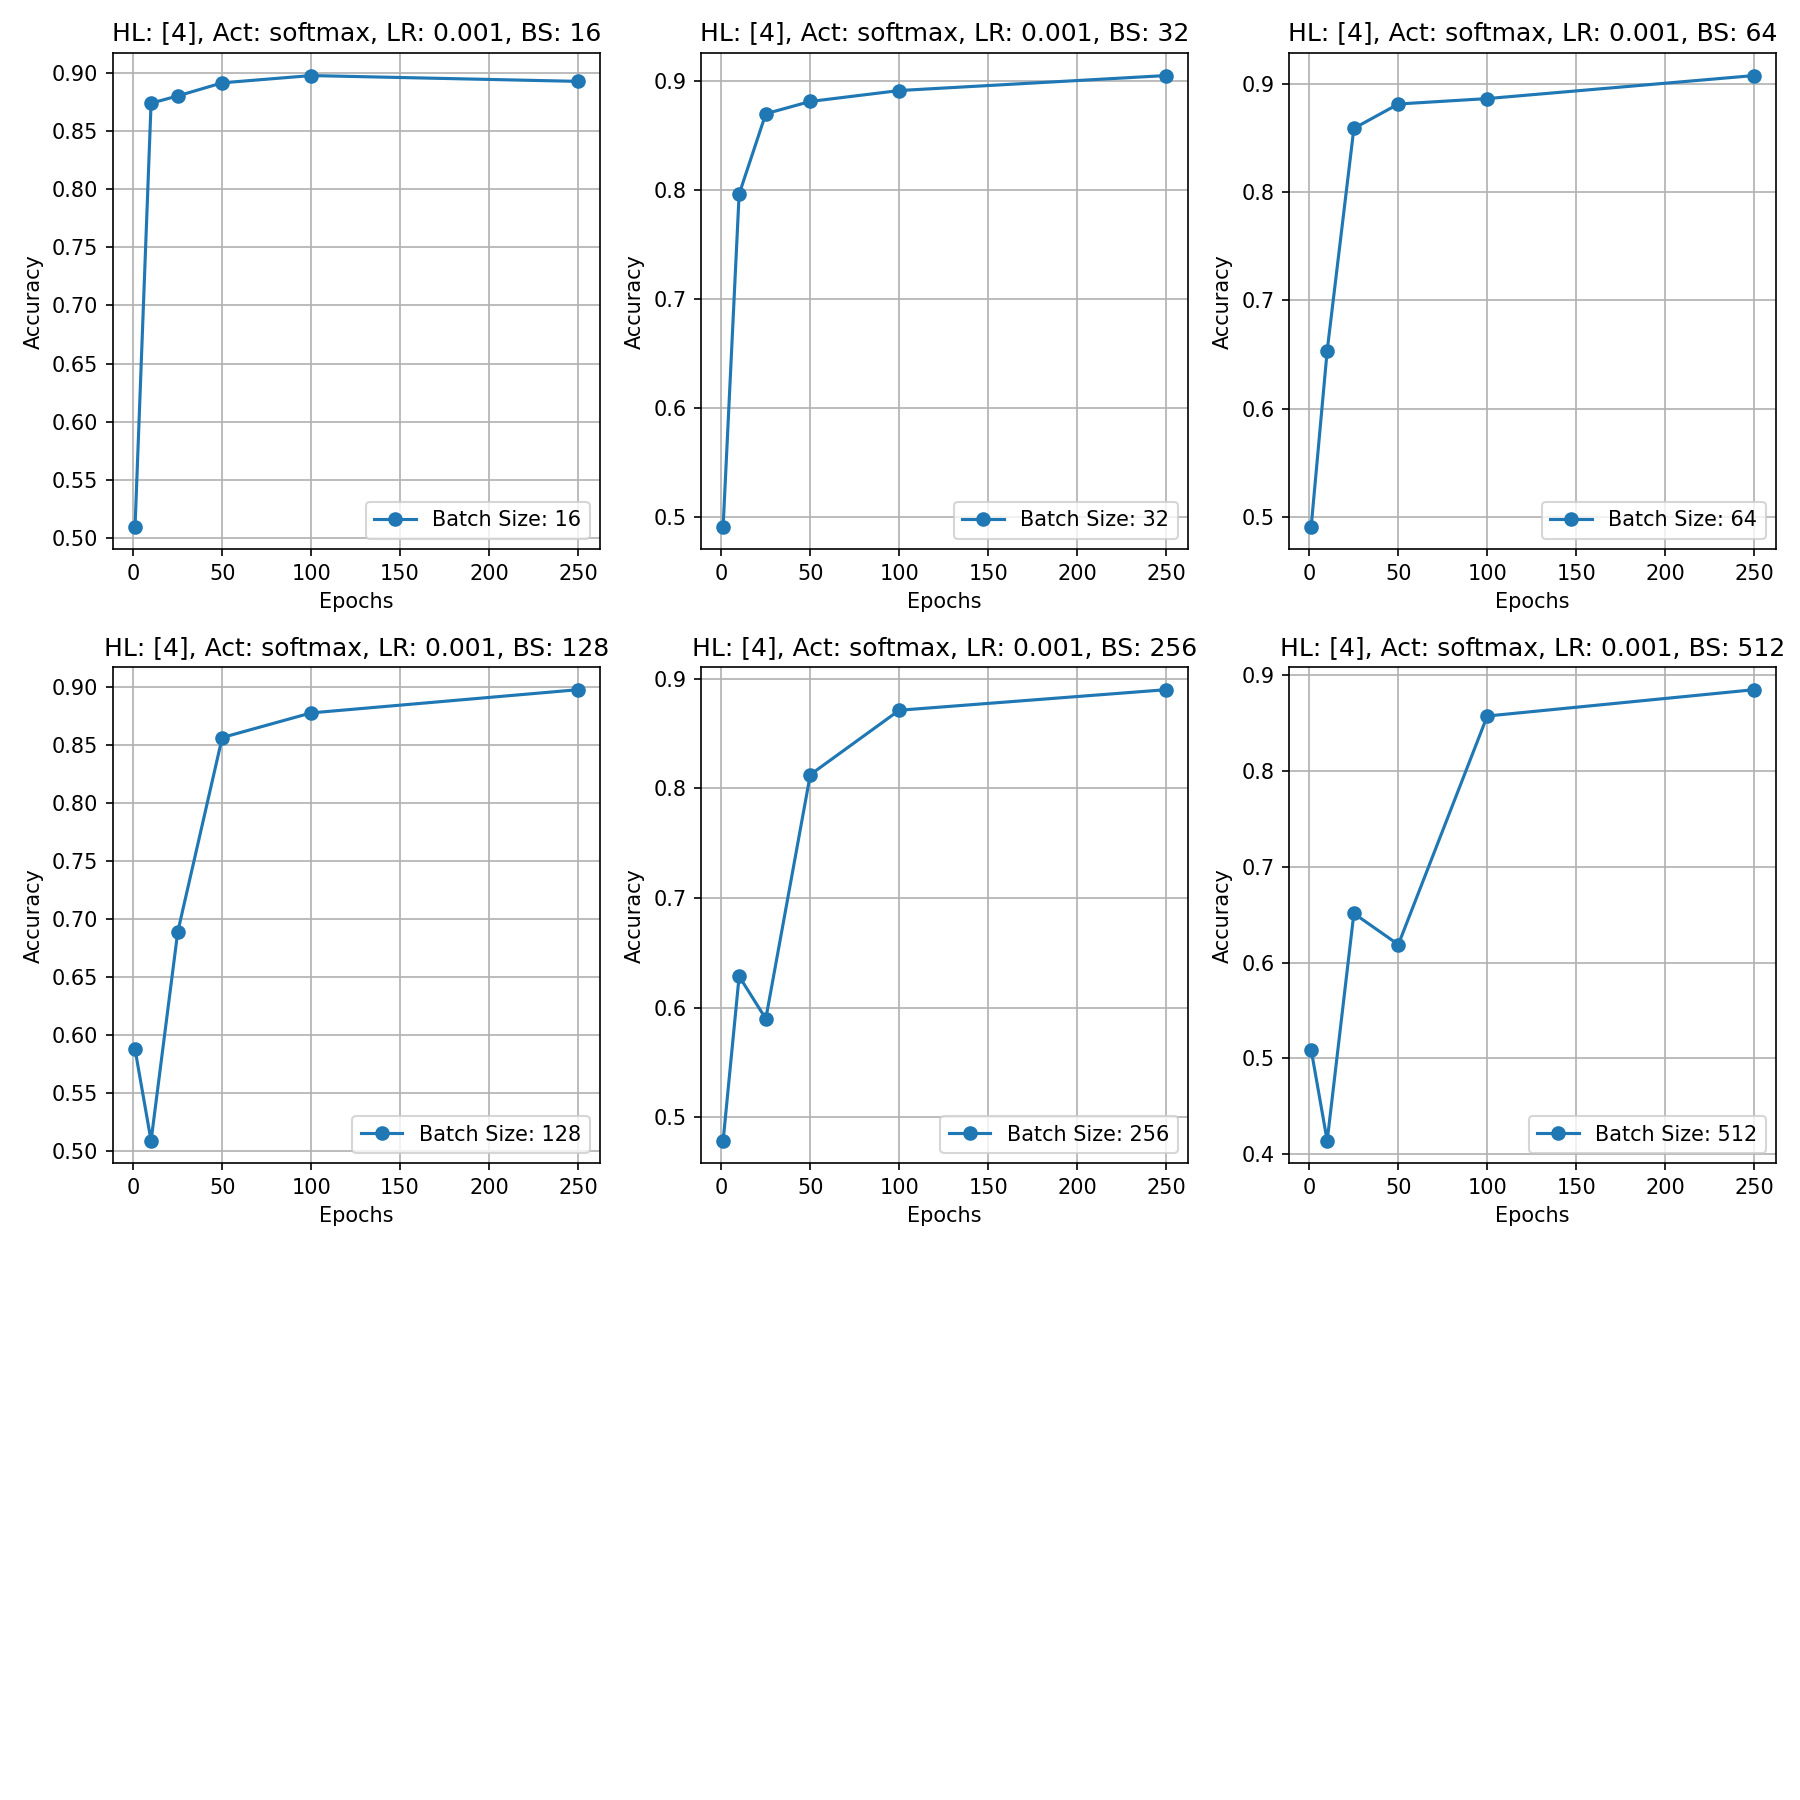 HL: [4], Act: softmax, LR: 0.001, BS: 16
0.90
0.85
0.80
0.75
0.70
0.65
0.60
0.55
0.50
Accuracy
Batch Size: 16
0 50 100 150 200 250
Epochs
HL: [4], Act: softmax, LR: 0.001, BS: 32
0.9
0.8
0.7
0.6
0.5
Accuracy
Batch Size: 32
0 50 100 150 200 250
Epochs
HL: [4], Act: softmax, LR: 0.001, BS: 64
0.9
0.8
0.7
0.6
0.5
Accuracy
Batch Size: 64
0 50 100 150 200 250
Epochs
HL: [4], Act: softmax, LR: 0.001, BS: 128
0.90
0.85
0.80
0.75
0.70
0.65
0.60
0.55
0.50
Accuracy
Batch Size: 128
0 50 100 150 200 250
Epochs
HL: [4], Act: softmax, LR: 0.001, BS: 256
0.9
0.8
0.7
0.6
0.5
Accuracy
Batch Size: 256
0 50 100 150 200 250
Epochs
HL: [4], Act: softmax, LR: 0.001, BS: 512
0.9
0.8
0.7
0.6
0.5
0.4
Accuracy
Batch Size: 512
0 50 100 150 200 250
Epochs